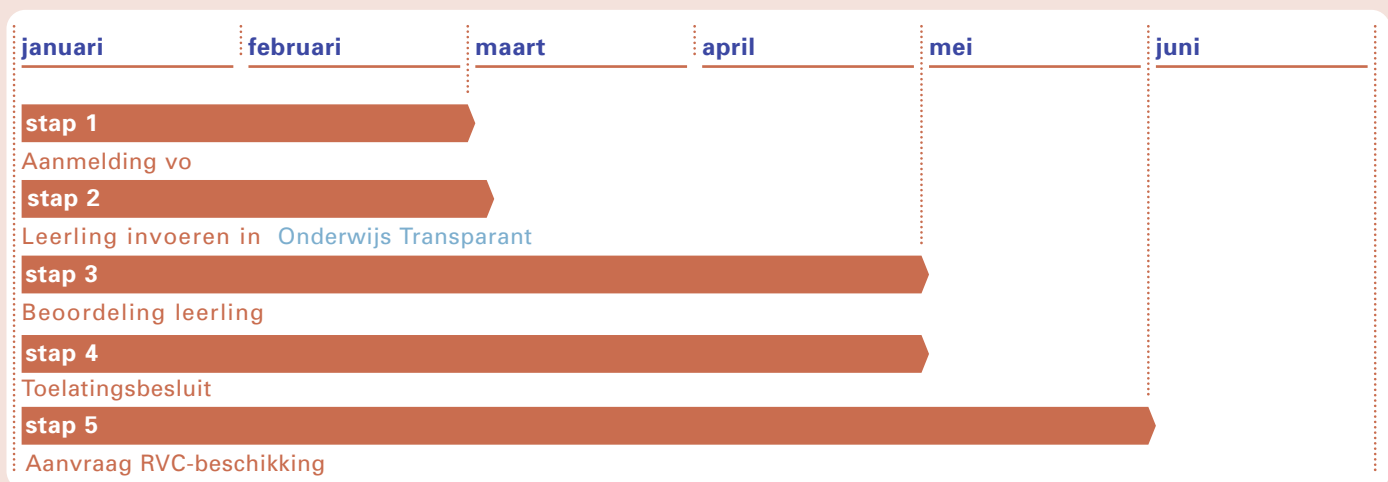 januari februari maart april mei juni
stap 1
Aanmelding vo
stap 2
Leerling invoeren in Onderwijs Transparant
stap 3
Beoordeling leerling
stap 4
Toelatingsbesluit
stap 5
Aanvraag RVC-beschikking